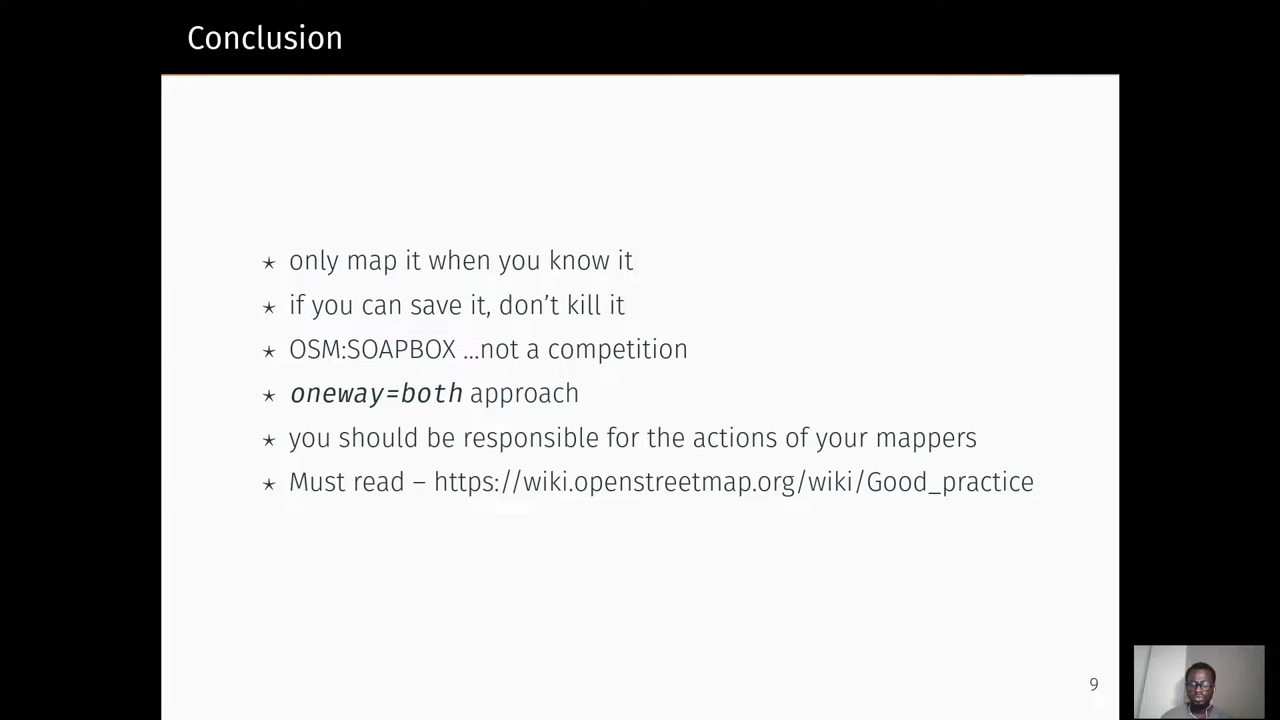 Conclusion
⋆ only map it when you know it
⋆ if you can save it, don’t kill it
⋆ OSM:SOAPBOX ...not a competition
⋆ oneway=both approach
⋆ you should be responsible for the actions of your mappers
⋆ Must read – https://wiki.openstreetmap.org/wiki/Good_practice
9